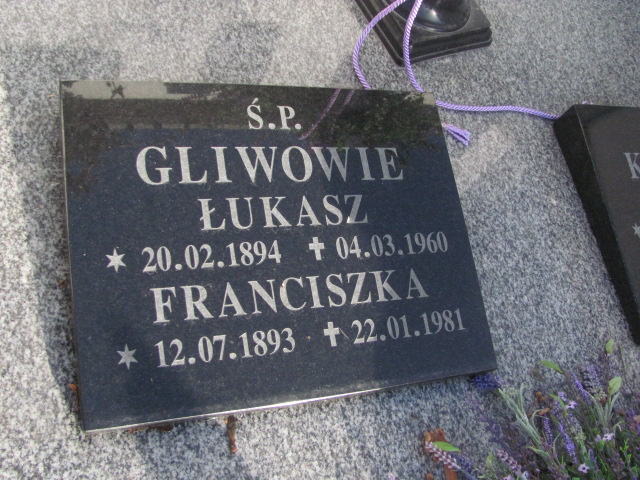 Ś.P.
GLIWOWIE
ŁUKASZ
* 20.02.1894 ✝ 04.03.1960
FRANCISZKA
* 12.07.1893 ✝ 22.01.1981
K